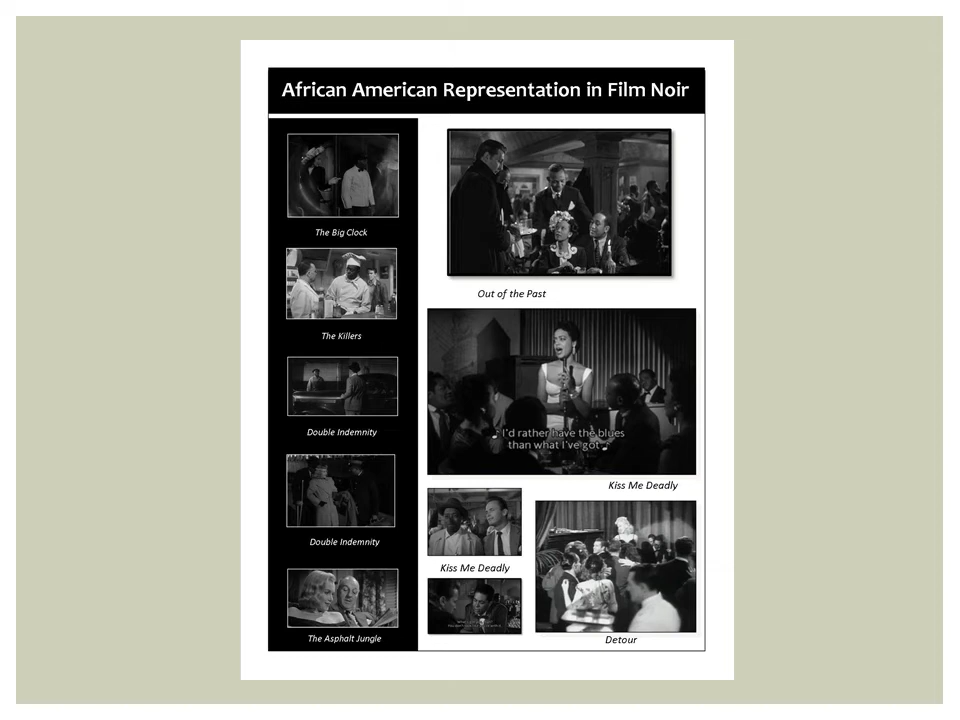 African American Representation in Film Noir
The Big Clock
The Killers
Double Indemnity
Double Indemnity
The Asphalt Jungle
Out of the Past
♪ I'd rather have the blues
than what I've got ♪
Kiss Me Deadly
Kiss Me Deadly
Detour